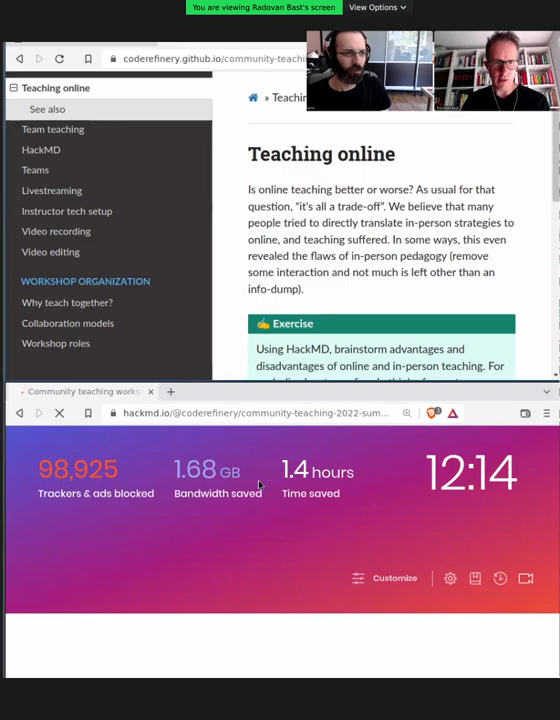 You are viewing Radovan Bast's screen
View Options
coderefinery.github.io/community-teachi
Teaching online
See also
Team teaching
HackMD
Teams
Livestreaming
Instructor tech setup
Video recording
Video editing
WORKSHOP ORGANIZATION
Why teach together?
Collaboration models
Workshop roles
» Teachin
Teaching online
Is online teaching better or worse? As usual for that
question, “it’s all a trade-off”. We believe that many
people tried to directly translate in-person strategies to
online, and teaching suffered. In some ways, this even
revealed the flaws of in-person pedagogy (remove
some interaction and not much is left other than an
info-dump).
Exercise
Using HackMD, brainstorm advantages and
disadvantages of online and in-person teaching. For
Community teaching works
hackmd.io/@coderefinery/community-teaching-2022-sum...
98,925
Trackers & ads blocked
1.68 GB
Bandwidth saved
1.4 hours
Time saved
12:14
Customize